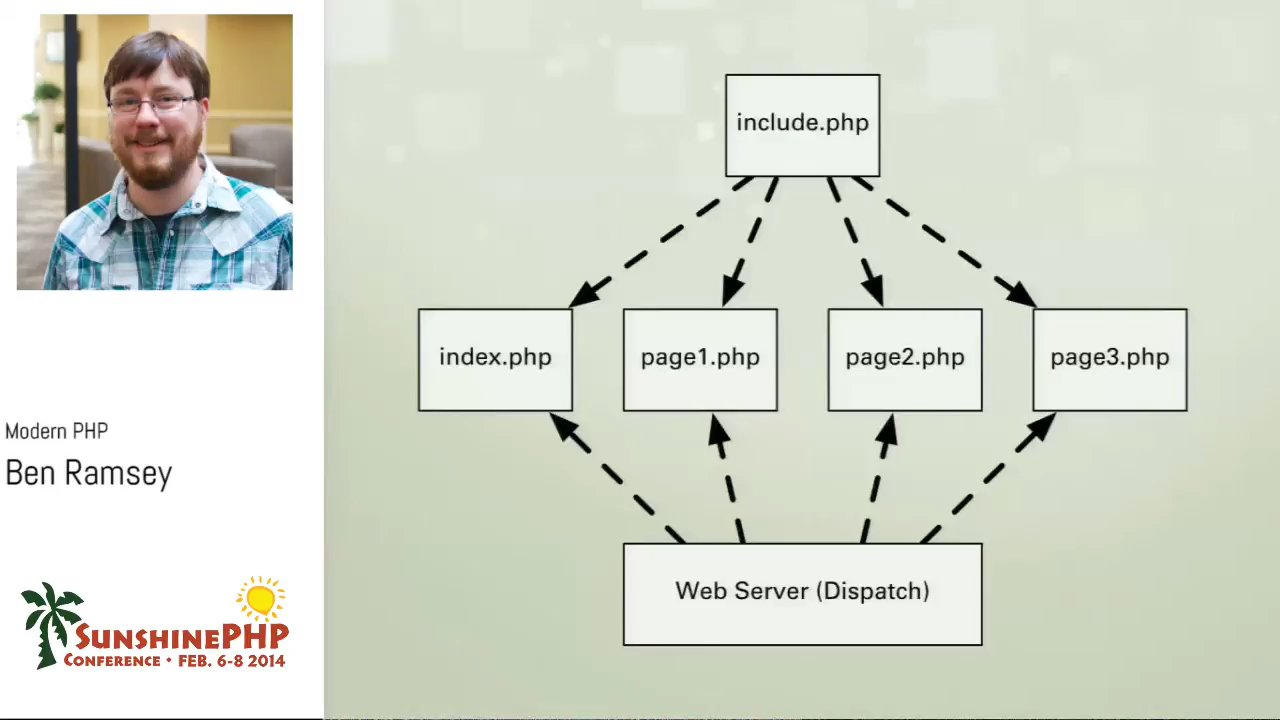 Modern PHP
Ben Ramsey
SUNSHINEPHP
CONFERENCE • FEB. 6-8 2014
include.php
index.php
page1.php
page2.php
page3.php
Web Server (Dispatch)